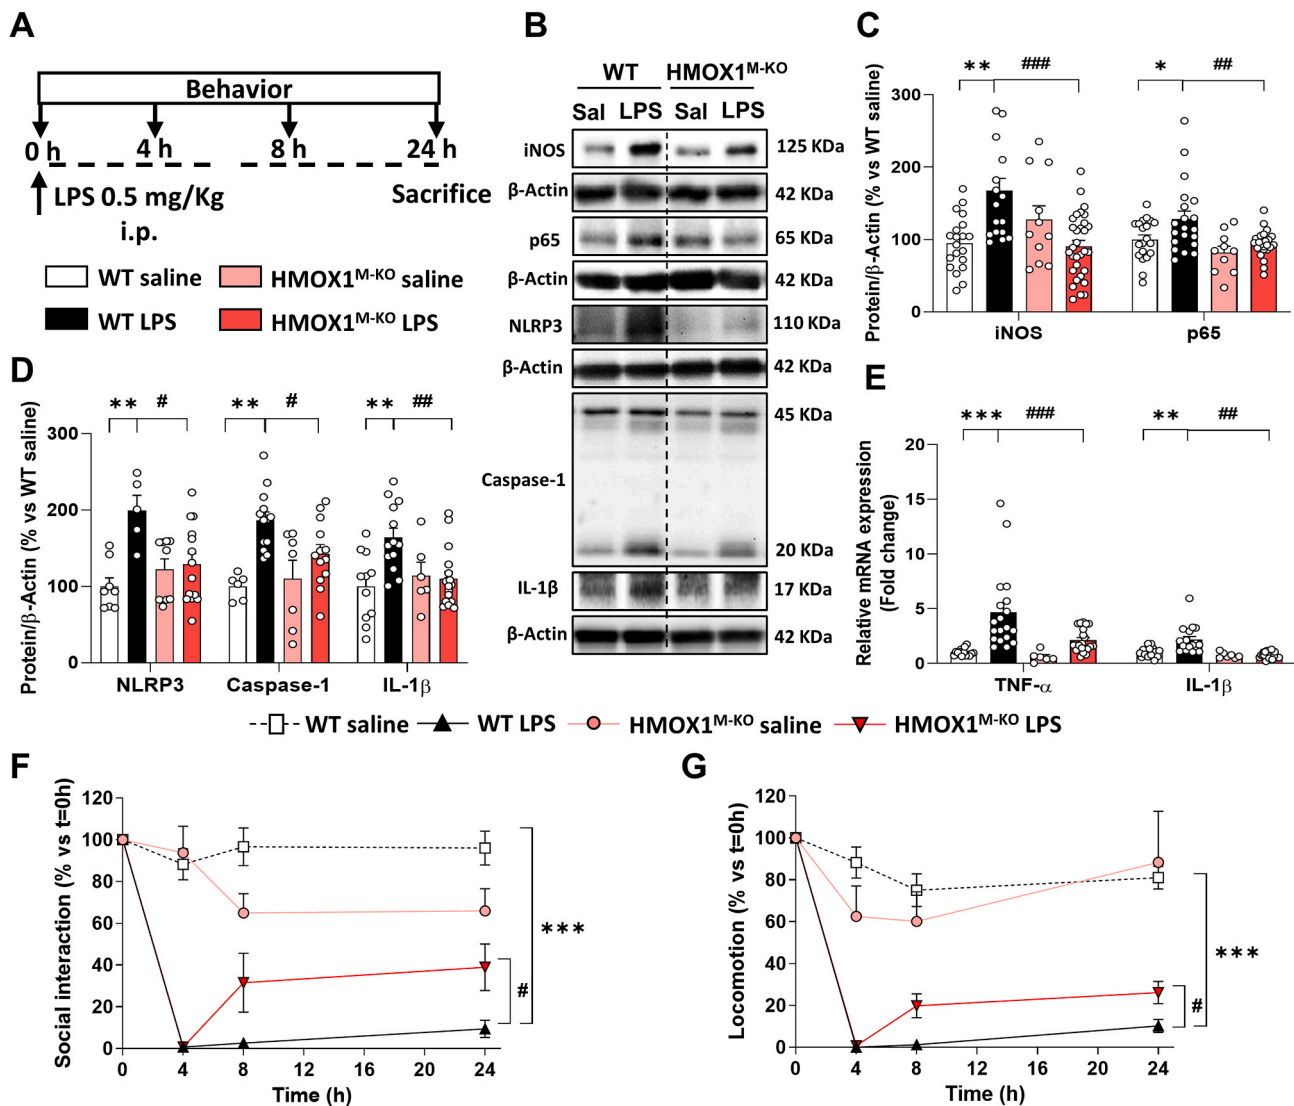 A
Behavior
0 h 4 h 8 h 24 h
LPS 0.5 mg/Kg
i.p.
Sacrifice
WT saline HMOX1M-KO saline
WT LPS HMOX1M-KO LPS
B
WT HMOX1M-KO
Sal LPS Sal LPS
iNOS 125 KDa
β-Actin 42 KDa
p65 65 KDa
β-Actin 42 KDa
NLRP3 110 KDa
β-Actin 42 KDa
45 KDa
Caspase-1
20 KDa
IL-1β 17 KDa
β-Actin 42 KDa
C
Protein/β-Actin (% vs WT saline)
** ### * ##
300
200
100
0
iNOS p65
D
Protein/β-Actin (% vs WT saline)
** # ** # ** ##
300
200
100
0
NLRP3 Caspase-1 IL-1β
E
Relative mRNA expression
(Fold change)
*** ### ** ##
20
15
10
5
0
TNF-α IL-1β
WT saline WT LPS HMOX1M-KO saline HMOX1M-KO LPS
F
Social interaction (% vs t=0h)
120
100
80
60
40
20
0
0 4 8 12 16 20 24
Time (h)
#
***
G
Locomotion (% vs t=0h)
120
100
80
60
40
20
0
0 4 8 12 16 20 24
Time (h)
#
***